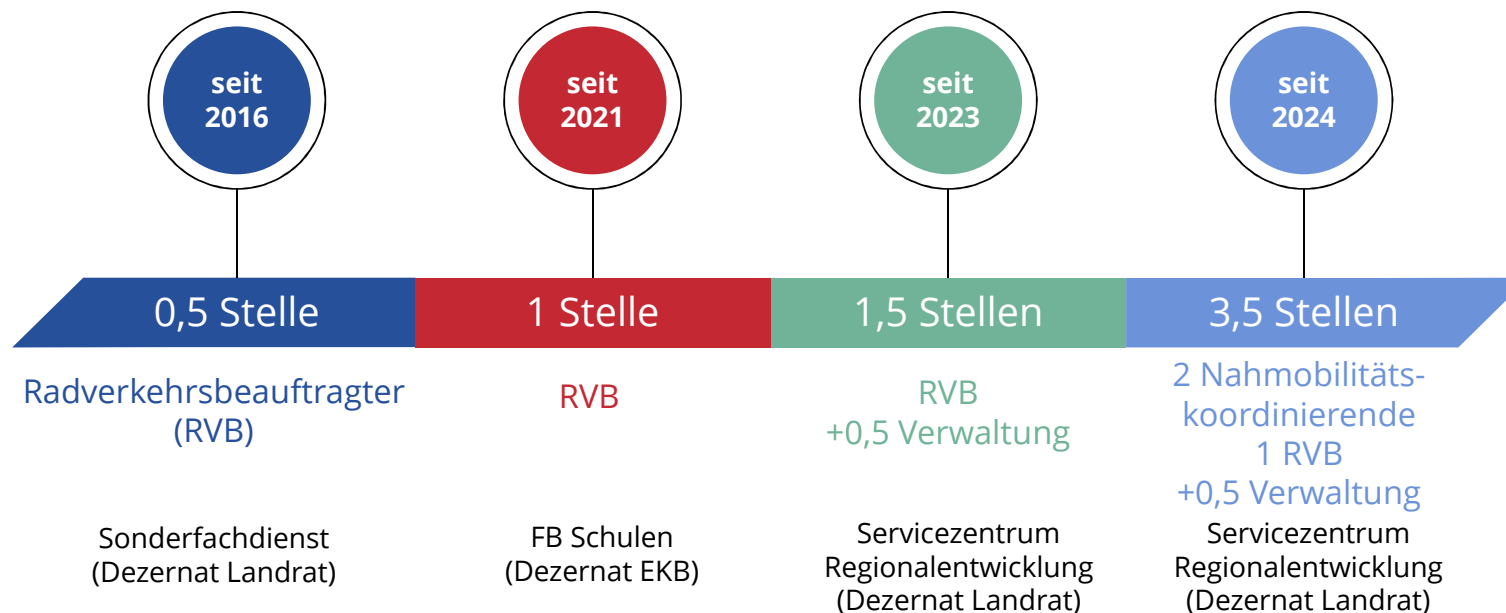 seit
2016
seit
2021
seit
2023
seit
2024
0,5 Stelle
1 Stelle
1,5 Stellen
3,5 Stellen
Radverkehrsbeauftragter
(RVB)
RVB
RVB
+0,5 Verwaltung
2 Nahmobilitäts-
koordinierende
1 RVB
+0,5 Verwaltung
Sonderfachdienst
(Dezernat Landrat)
FB Schulen
(Dezernat EKB)
Servicezentrum
Regionalentwicklung
(Dezernat Landrat)
Servicezentrum
Regionalentwicklung
(Dezernat Landrat)